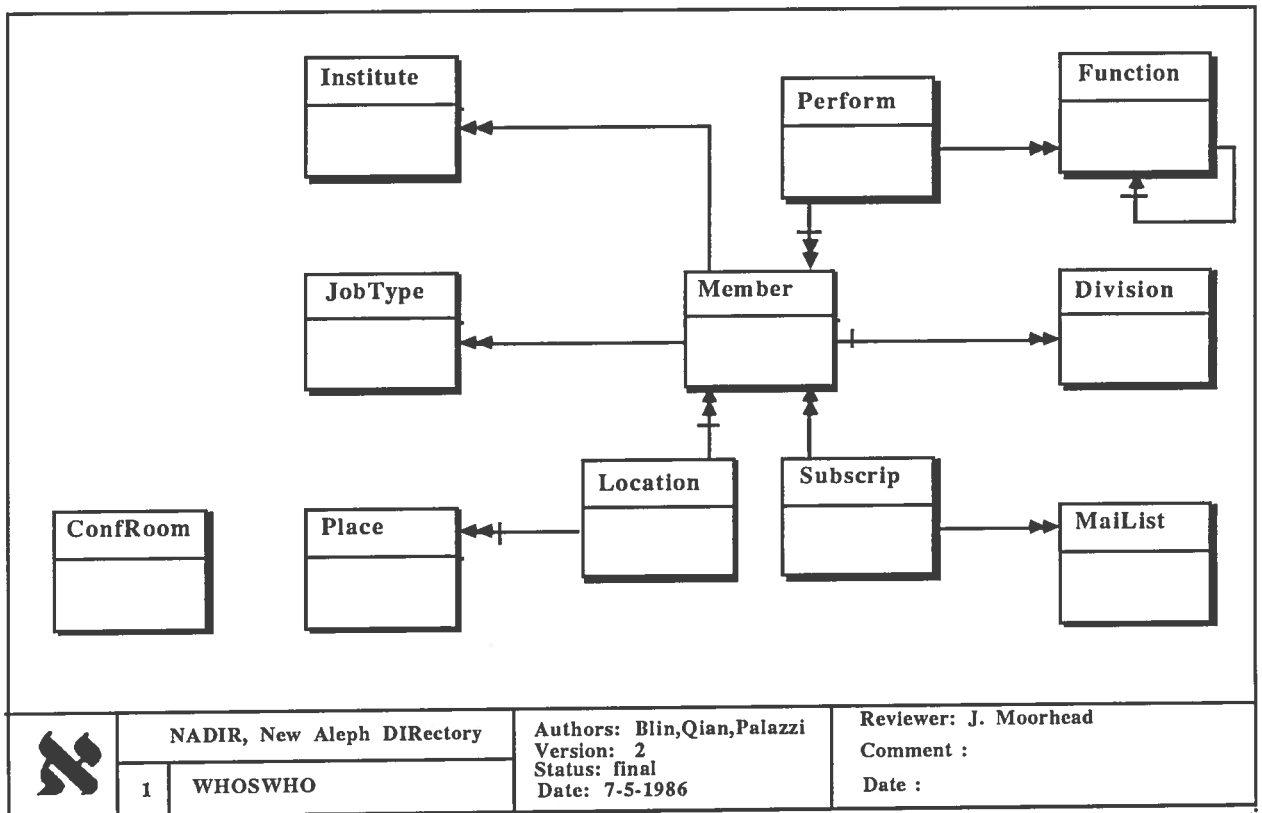 Institute
Perform
Function
JobType
Member
Division
Location
Subscrip
ConfRoom
Place
MaiList
א
NADIR, New Aleph DIRectory
1
WHOSWHO
Authors: Blin,Qian,Palazzi
Version: 2
Status: final
Date: 7-5-1986
Reviewer: J. Moorhead
Comment :
Date :